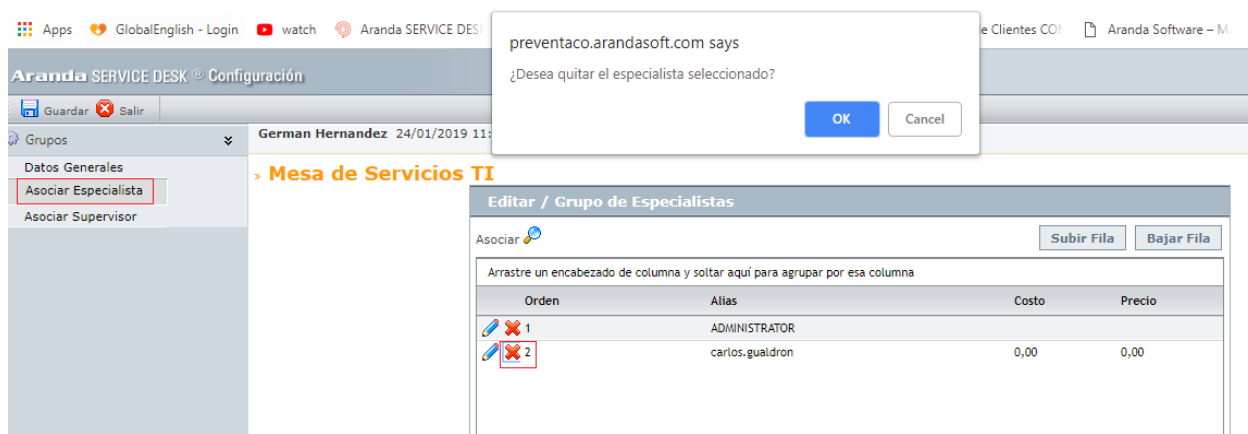 Apps GlobalEnglish - Login watch Aranda SERVICE DES
e Clientes CO
Aranda Software – M
preventaco.arandasoft.com says
¿Desea quitar el especialista seleccionado?
OK Cancel
Aranda SERVICE DESK ® Configuración
Guardar Salir
Grupos
German Hernandez 24/01/2019 11:
Datos Generales
Asociar Especialista
Asociar Supervisor
» Mesa de Servicios TI
Editar / Grupo de Especialistas
Asociar
Subir Fila Bajar Fila
Arrastre un encabezado de columna y soltar aquí para agrupar por esa columna
Orden Alias Costo Precio
1 ADMINISTRATOR
2 carlos.gualdron 0,00 0,00